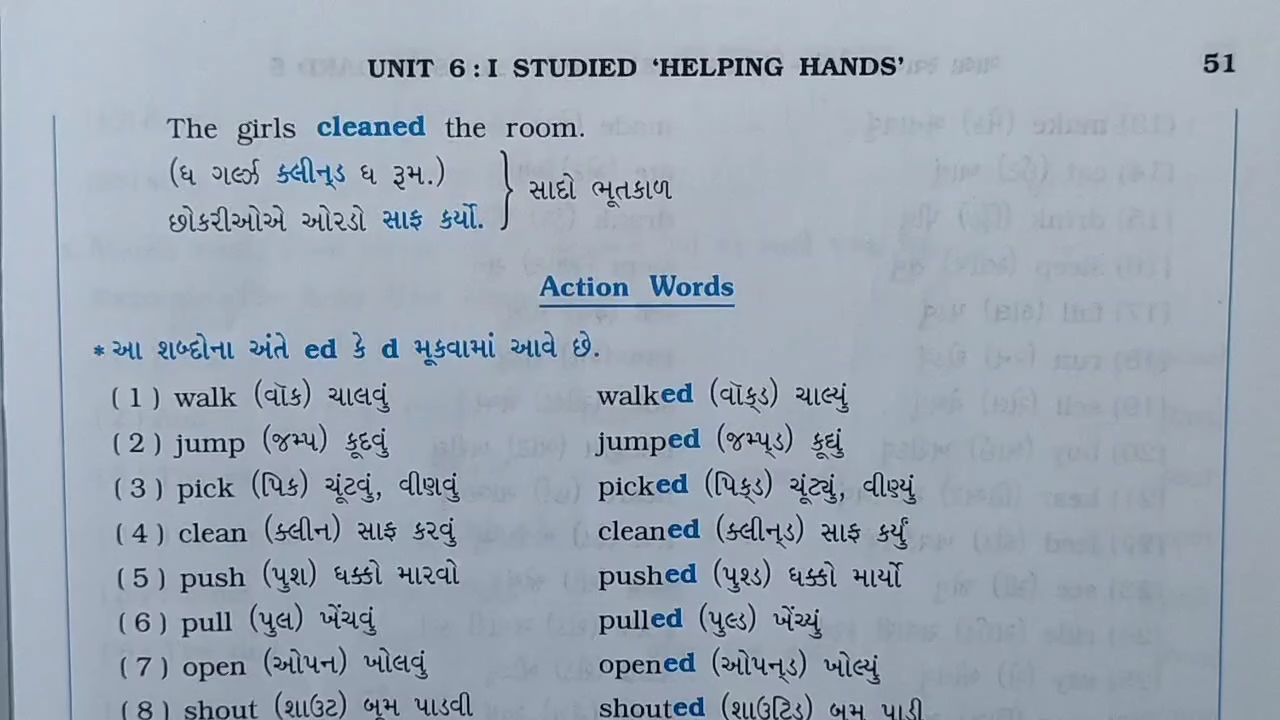 UNIT 6 : I STUDIED ‘HELPING HANDS’ 51
The girls cleaned the room.
(ધ ગર્લ્ઝ ક્લીન્ડ ધ રૂમ.)
છોકરીઓએ ઓરડો સાફ કર્યો. } સાદો ભૂતકાળ
Action Words
* આ શબ્દોના અંતે ed કે d મૂકવામાં આવે છે.
( 1 ) walk (વૉક) ચાલવું walked (વૉક્ડ) ચાલ્યું
( 2 ) jump (જમ્પ) કૂદવું jumped (જમ્પ્ડ) કૂદ્યું
( 3 ) pick (પિક) ચૂંટવું, વીણવું picked (પિક્ડ) ચૂંટ્યું, વીણ્યું
( 4 ) clean (ક્લીન) સાફ કરવું cleaned (ક્લીન્ડ) સાફ કર્યું
( 5 ) push (પુશ) ધક્કો મારવો pushed (પુશ્ડ) ધક્કો માર્યો
( 6 ) pull (પુલ) ખેંચવું pulled (પુલ્ડ) ખેંચ્યું
( 7 ) open (ઓપન) ખોલવું opened (ઓપન્ડ) ખોલ્યું
( 8 ) shout (શાઉટ) બૂમ પાડવી shouted (શાઉટિડ) બૂમ પાડી